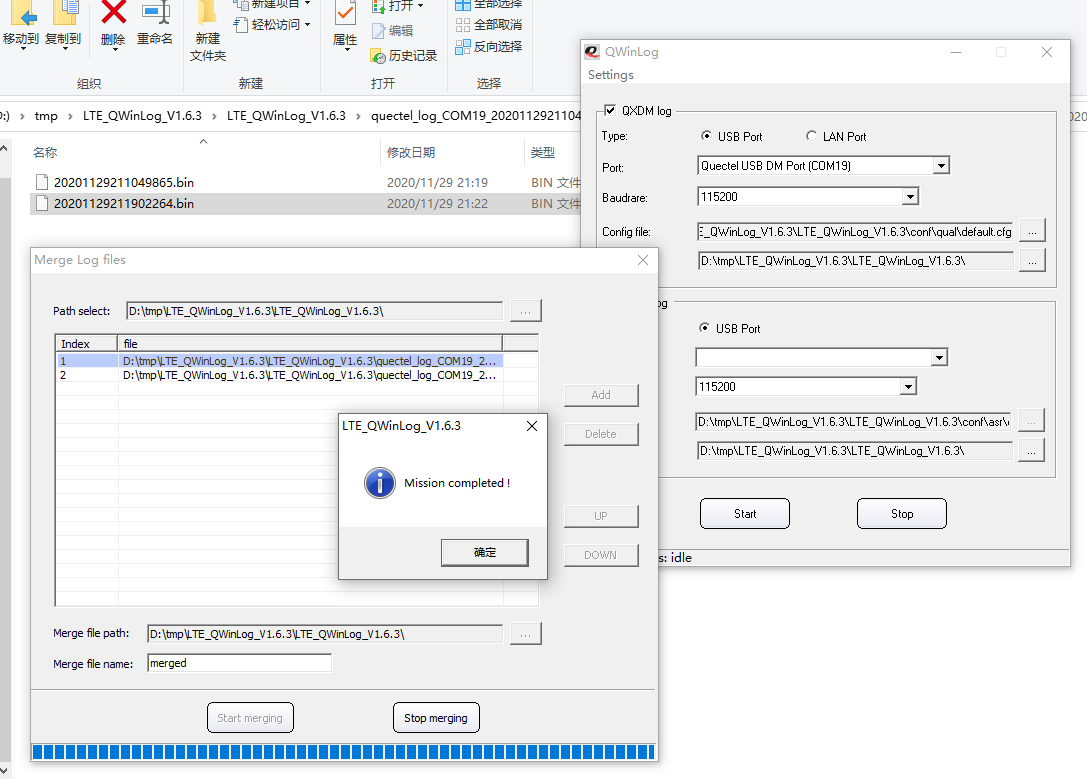 移动到 复制到 删除 重命名
新建
文件夹
新建项目
轻松访问
属性
打开
编辑
历史记录
全部选择
全部取消
反向选择
组织 新建 打开 选择
tmp > LTE_QWinLog_V1.6.3 > LTE_QWinLog_V1.6.3 > quectel_log_COM19_2020112921104
名称 修改日期 类型
20201129211049865.bin 2020/11/29 21:19 BIN 文件
20201129211902264.bin 2020/11/29 21:22 BIN 文件
QWinLog
Settings
QXDM log
Type: USB Port LAN Port
Port: Quectel USB DM Port (COM19)
Baudrare: 115200
Config file: E_QWinLog_V1.6.3\LTE_QWinLog_V1.6.3\conf\qual\default.cfg ...
D:\tmp\LTE_QWinLog_V1.6.3\LTE_QWinLog_V1.6.3\ ...
og
USB Port
115200
D:\tmp\LTE_QWinLog_V1.6.3\LTE_QWinLog_V1.6.3\conf\asr\ ...
D:\tmp\LTE_QWinLog_V1.6.3\LTE_QWinLog_V1.6.3\ ...
Start Stop
s: idle
Merge Log files
Path select: D:\tmp\LTE_QWinLog_V1.6.3\LTE_QWinLog_V1.6.3\ ...
Index file
1 D:\tmp\LTE_QWinLog_V1.6.3\LTE_QWinLog_V1.6.3\quectel_log_COM19_2...
2 D:\tmp\LTE_QWinLog_V1.6.3\LTE_QWinLog_V1.6.3\quectel_log_COM19_2...
Add
Delete
UP
DOWN
LTE_QWinLog_V1.6.3
Mission completed !
确定
Merge file path: D:\tmp\LTE_QWinLog_V1.6.3\LTE_QWinLog_V1.6.3\ ...
Merge file name: merged
Start merging Stop merging